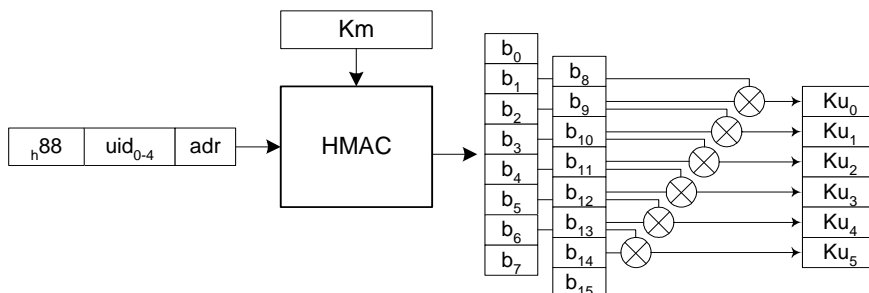 Km
b₀
b₁
b₂
b₃
b₄
b₅
b₆
b₇
b₈
b₉
b₁₀
b₁₁
b₁₂
b₁₃
b₁₄
b₁₅
Ku₀
Ku₁
Ku₂
Ku₃
Ku₄
Ku₅
ₕ88 uid₀₋₄ adr
HMAC